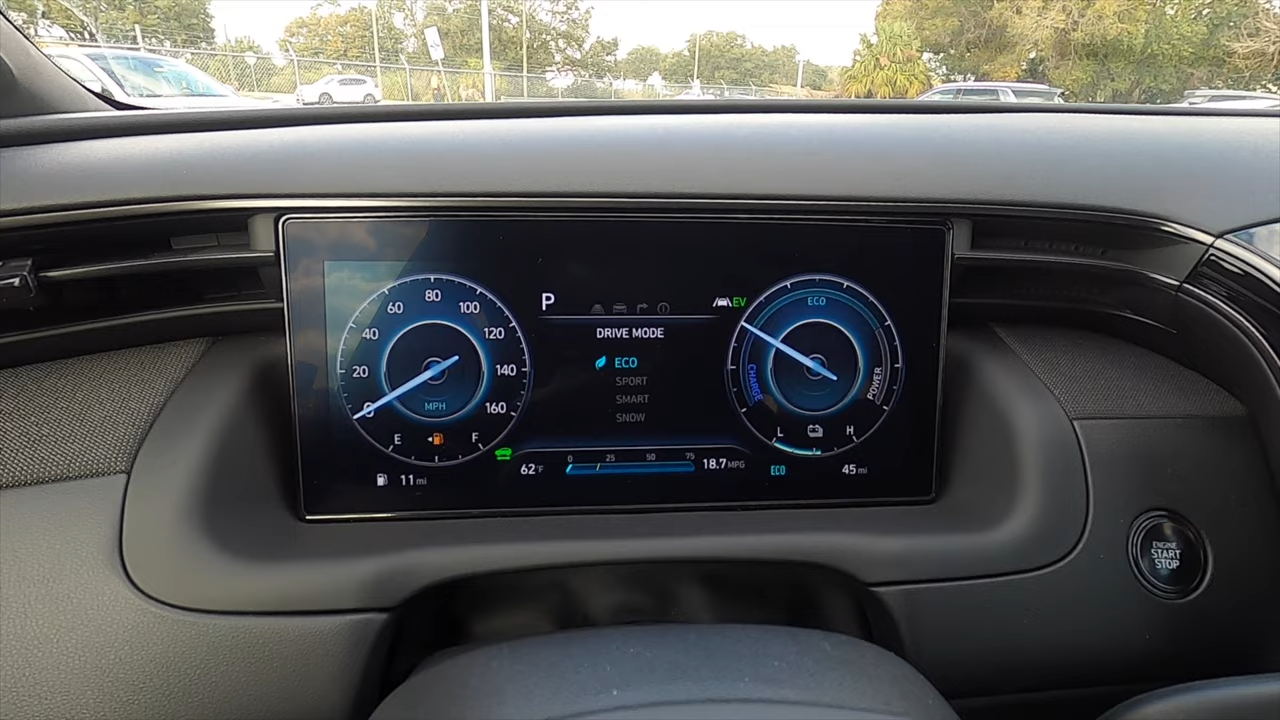 80
60 100
40 120
20 140
0 160
MPH
E F
11 mi
P
DRIVE MODE
ECO
SPORT
SMART
SNOW
62°F
0 25 50 75
18.7 MPG
EV
ECO
CHARGE
POWER
L H
ECO
45 mi
ENGINE
START
STOP